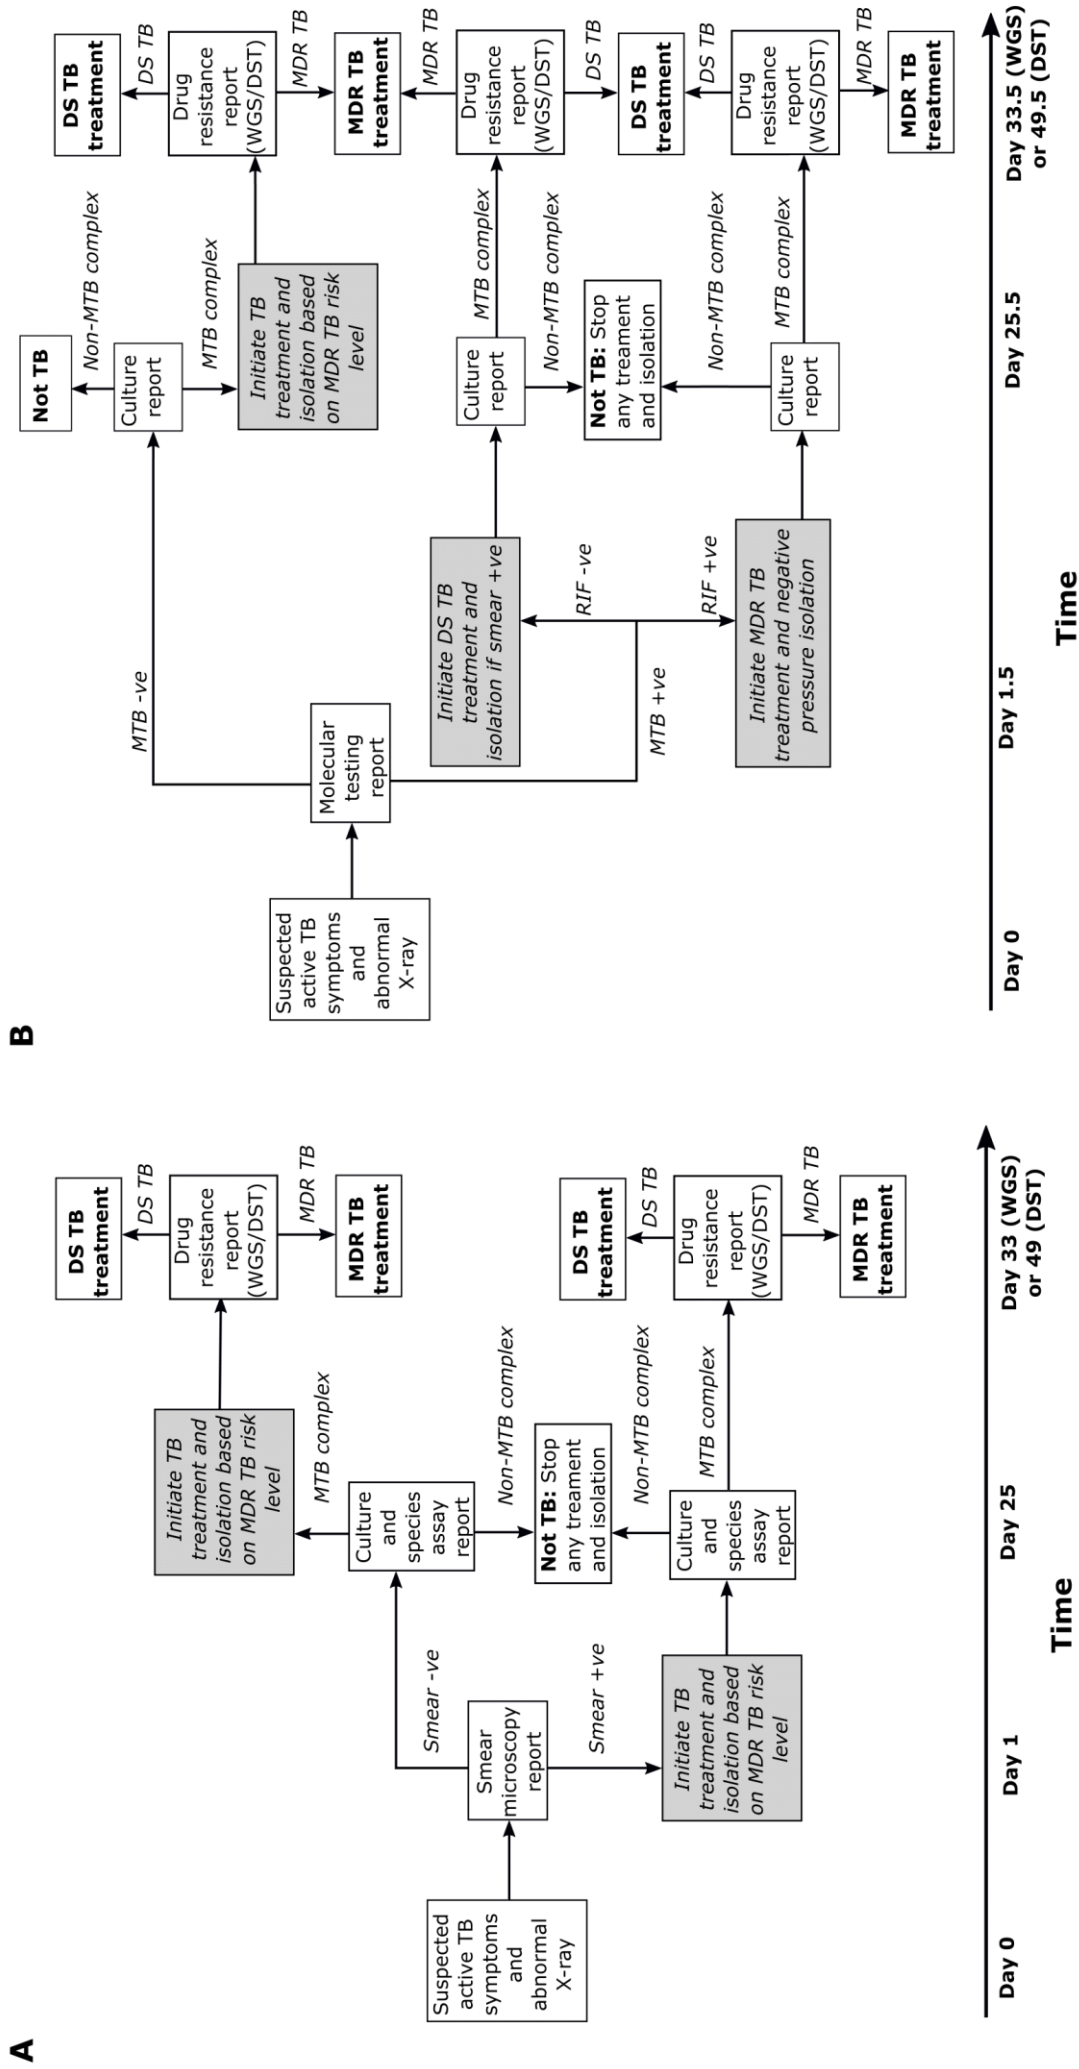 A
Suspected
active TB
symptoms
and
abnormal
X-ray
Smear
microscopy
report
Smear -ve
Smear +ve
Initiate TB
treatment and
isolation based
on MDR TB risk
level
Culture
and
species
assay
report
MTB complex
Non-MTB complex
Initiate TB
treatment and
isolation based
on MDR TB risk
level
Not TB: Stop
any treament
and isolation
Non-MTB complex
Culture
and
species
assay
report
MTB complex
DS TB
treatment
DS TB
Drug
resistance
report
(WGS/DST)
MDR TB
MDR TB
treatment
DS TB
treatment
DS TB
Drug
resistance
report
(WGS/DST)
MDR TB
MDR TB
treatment
Day 0
Day 1
Day 25
Day 33 (WGS)
or 49 (DST)
Time
B
Suspected
active TB
symptoms
and
abnormal
X-ray
Molecular
testing
report
MTB -ve
MTB +ve
RIF -ve
RIF +ve
Initiate DS TB
treatment and
isolation if smear +ve
Initiate MDR TB
treatment and negative
pressure isolation
Not TB
Non-MTB complex
Culture
report
MTB complex
Initiate TB
treatment and
isolation based
on MDR TB risk
level
Culture
report
MTB complex
Non-MTB complex
Not TB: Stop
any treament
and isolation
Non-MTB complex
Culture
report
MTB complex
DS TB
treatment
DS TB
Drug
resistance
report
(WGS/DST)
MDR TB
MDR TB
treatment
MDR TB
Drug
resistance
report
(WGS/DST)
DS TB
DS TB
treatment
DS TB
Drug
resistance
report
(WGS/DST)
MDR TB
MDR TB
treatment
Day 0
Day 1.5
Day 25.5
Day 33.5 (WGS)
or 49.5 (DST)
Time